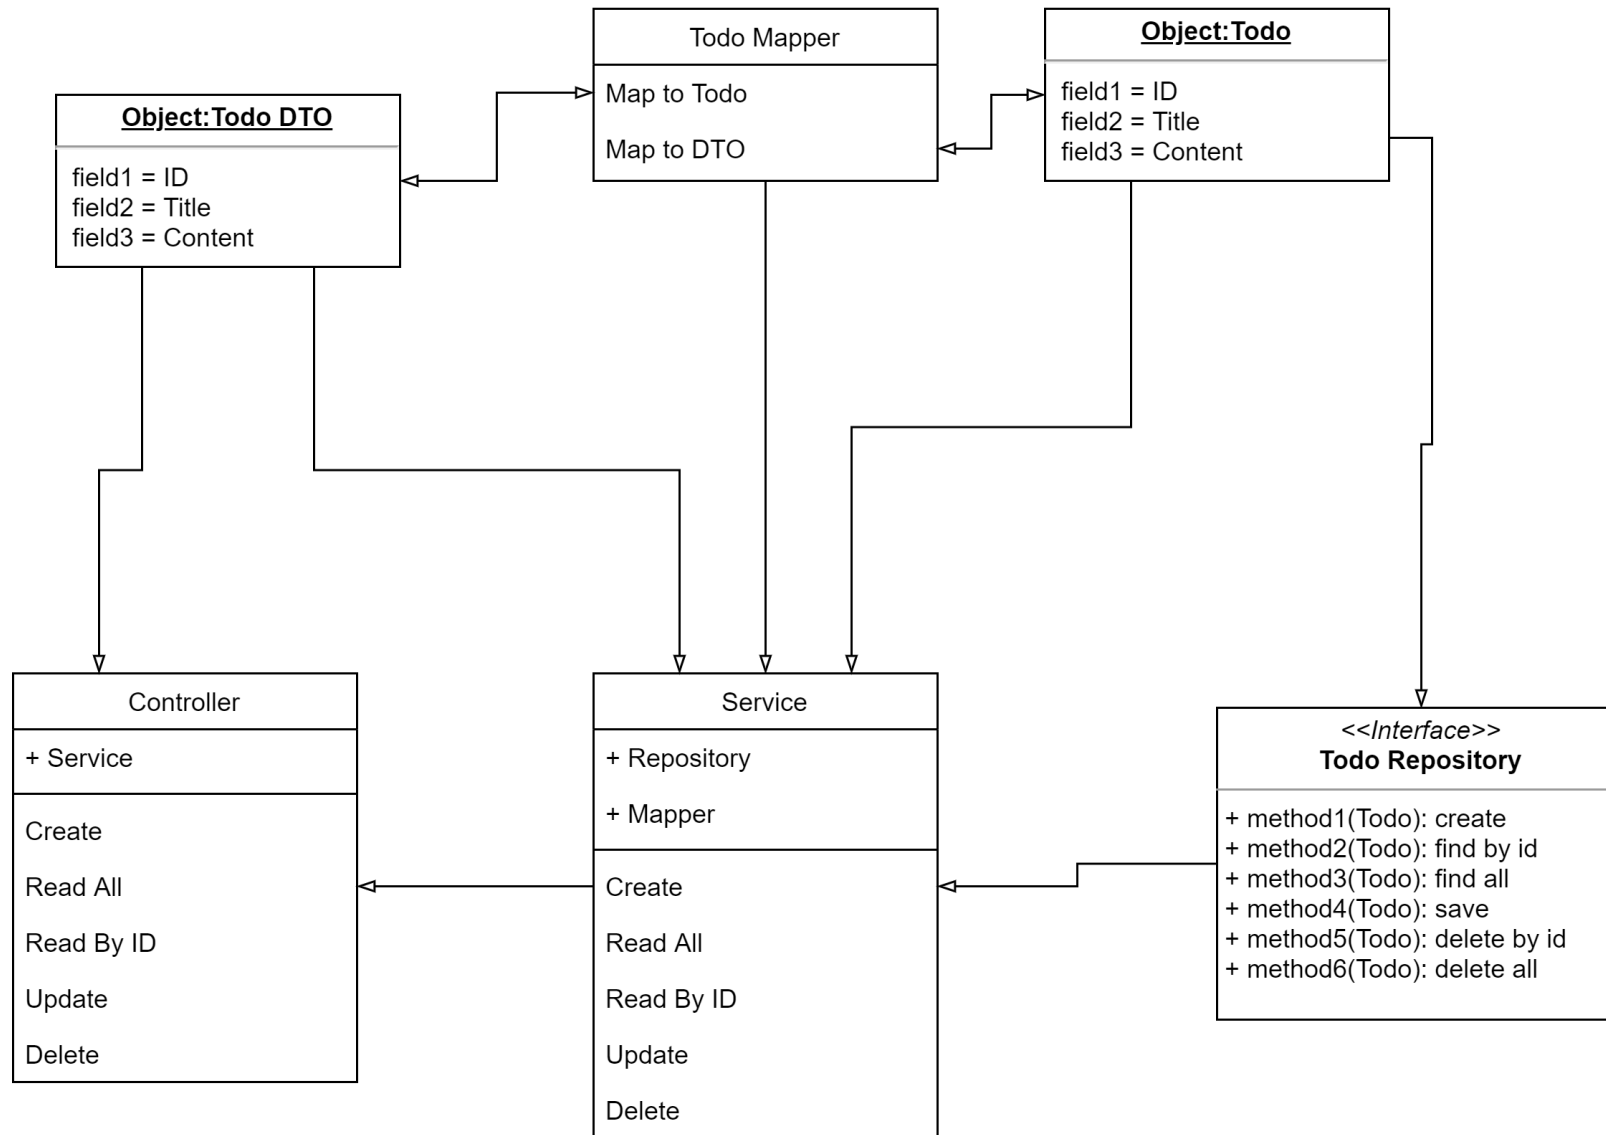 Todo Mapper
Map to Todo
Map to DTO
Object:Todo
field1 = ID
field2 = Title
field3 = Content
Object:Todo DTO
field1 = ID
field2 = Title
field3 = Content
Controller
+ Service
Create
Read All
Read By ID
Update
Delete
Service
+ Repository
+ Mapper
Create
Read All
Read By ID
Update
Delete
<<Interface>>
Todo Repository
+ method1(Todo): create
+ method2(Todo): find by id
+ method3(Todo): find all
+ method4(Todo): save
+ method5(Todo): delete by id
+ method6(Todo): delete all